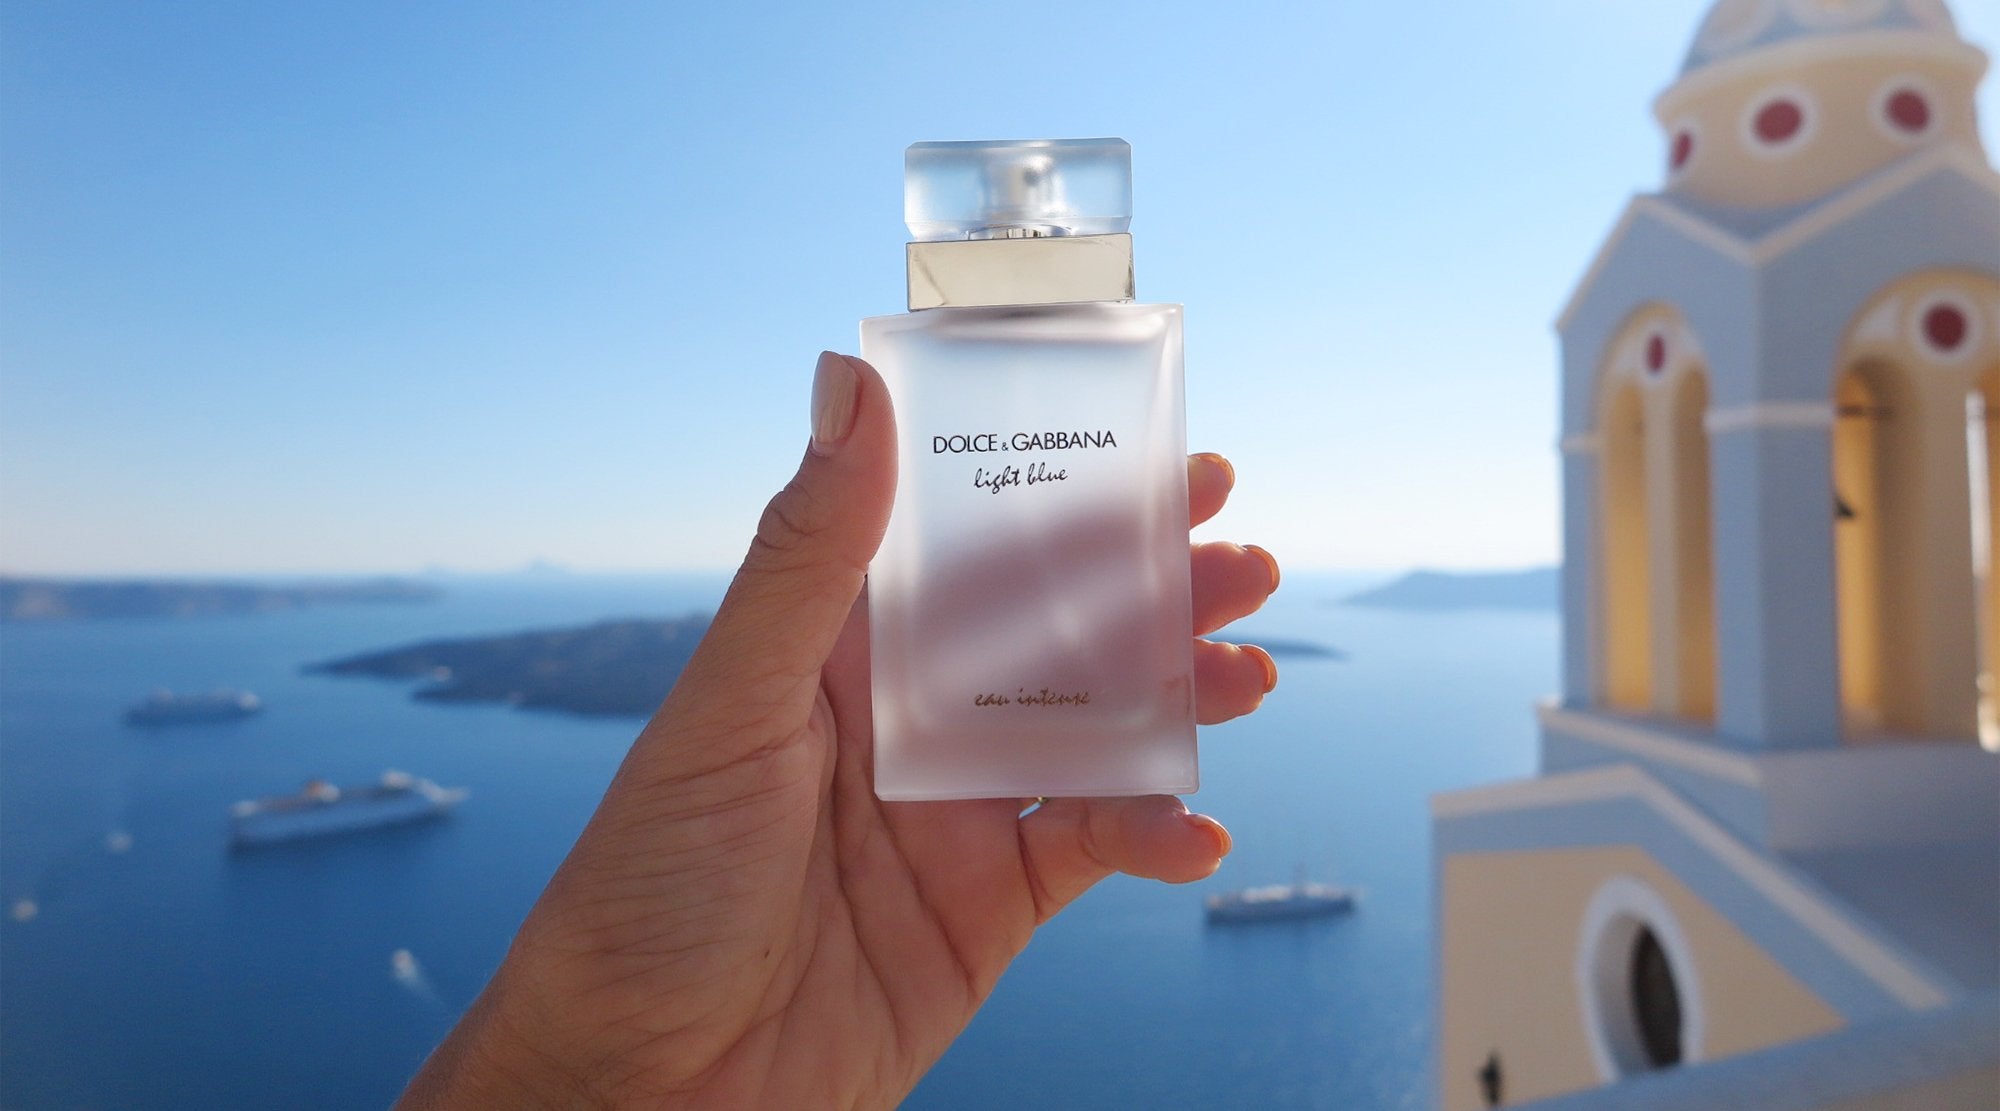 DOLCE & GABBANA
light blue
eau intense